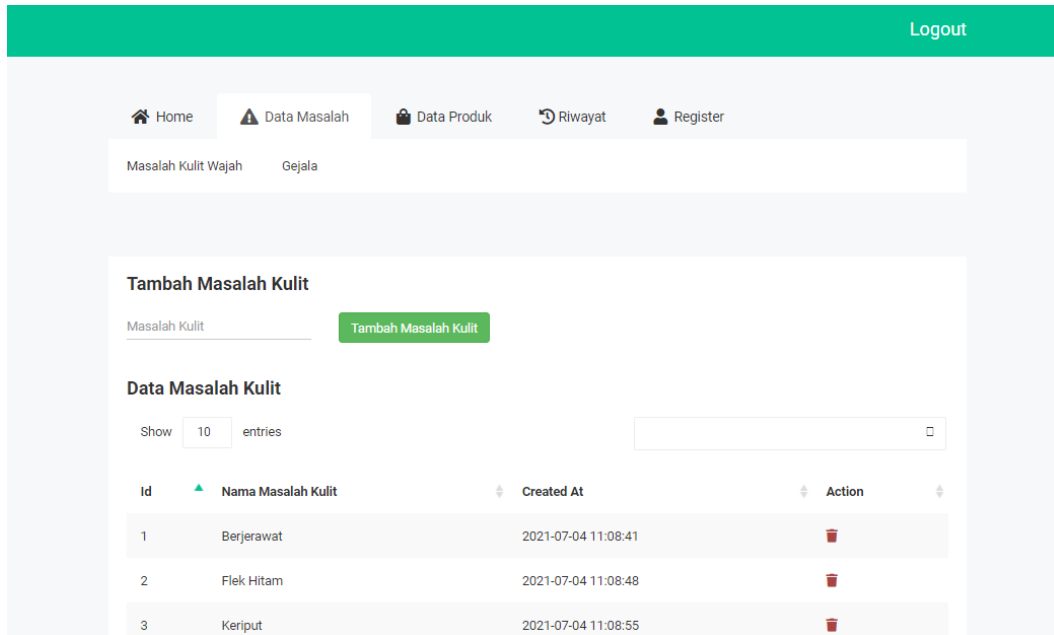 Logout
Home Data Masalah Data Produk Riwayat Register
Masalah Kulit Wajah Gejala
Tambah Masalah Kulit
Masalah Kulit Tambah Masalah Kulit
Data Masalah Kulit
Show 10 entries
Id Nama Masalah Kulit Created At Action
1 Berjerawat 2021-07-04 11:08:41
2 Flek Hitam 2021-07-04 11:08:48
3 Keriput 2021-07-04 11:08:55